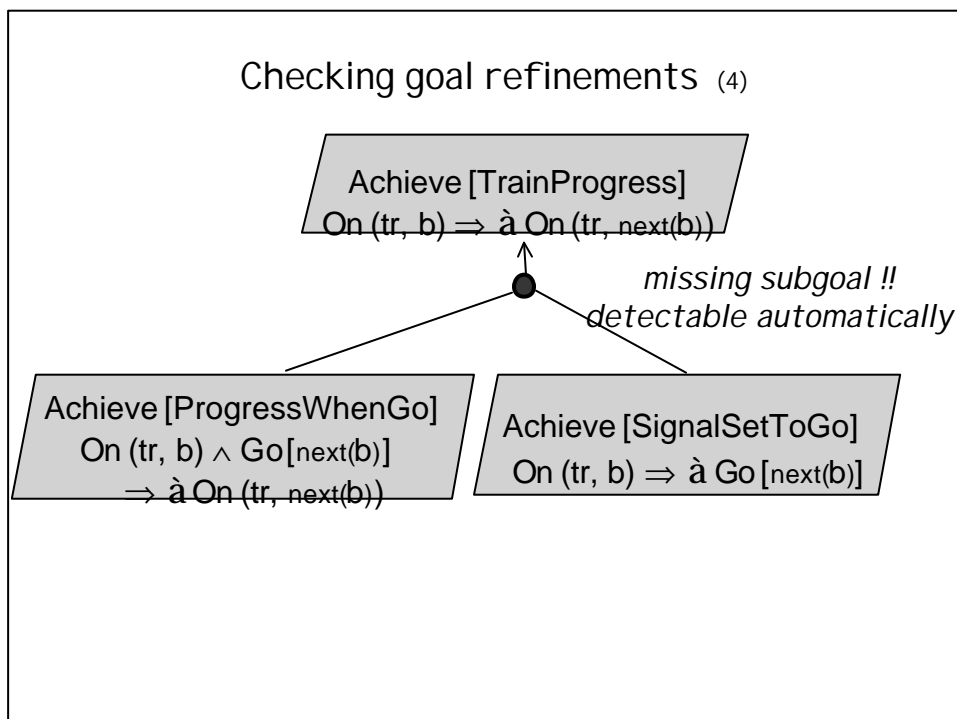 Checking goal refinements (4)
Achieve [TrainProgress]
On (tr, b) ⇒ à On (tr, next(b))
missing subgoal !!
detectable automatically
Achieve [ProgressWhenGo]
On (tr, b) ∧ Go[next(b)]
⇒ à On (tr, next(b))
Achieve [SignalSetToGo]
On (tr, b) ⇒ à Go [next(b)]